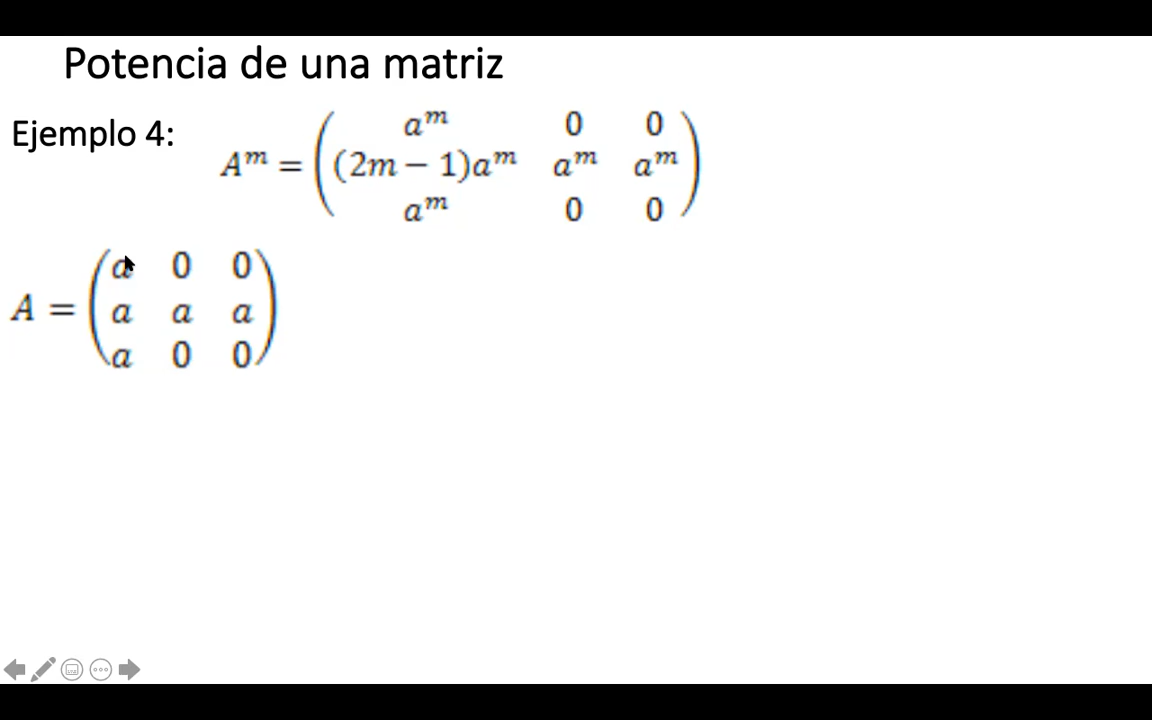 Potencia de una matriz
Ejemplo 4:
a^m 0 0
A^m = ( (2m − 1)a^m a^m a^m )
a^m 0 0
a 0 0
A = ( a a a )
a 0 0